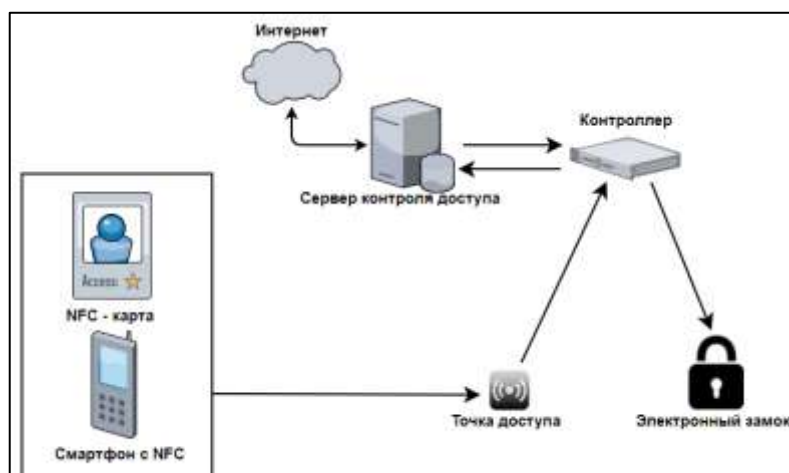 Интернет
Контроллер
Сервер контроля доступа
Access
NFC - карта
Точка доступа
Электронный замок
Смартфон с NFC